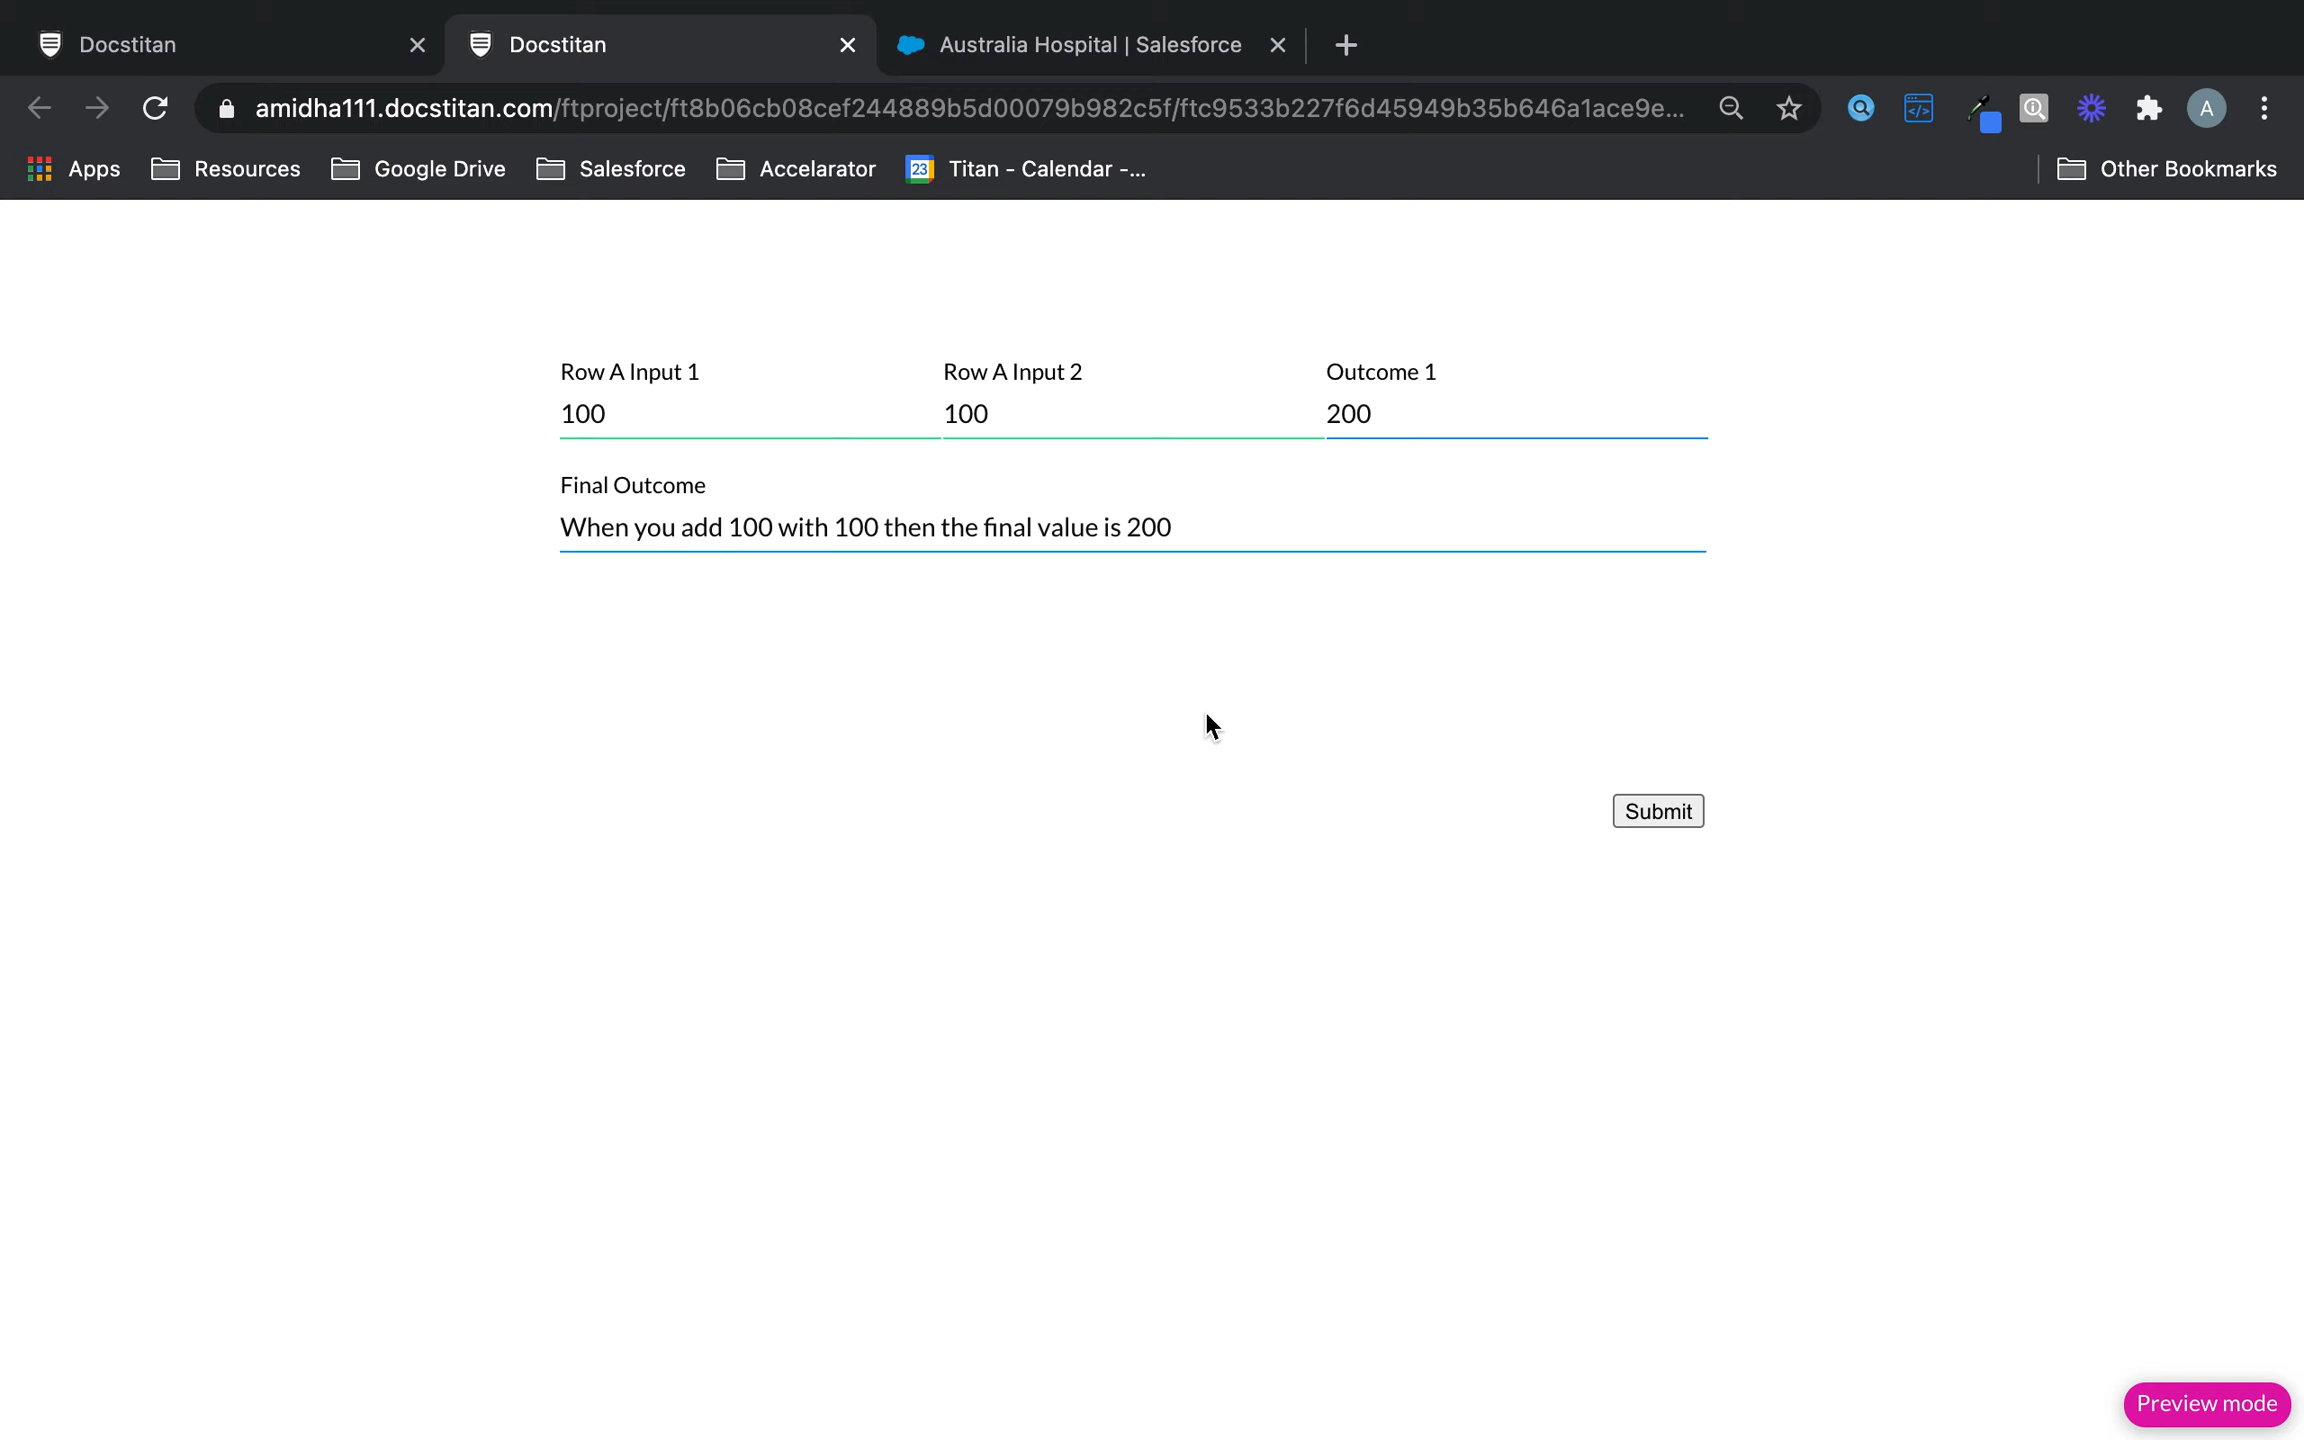 Docstitan
Docstitan
Australia Hospital | Salesforce
amidha111.docstitan.com/ftproject/ft8b06cb08cef244889b5d00079b982c5f/ftc9533b227f6d45949b35b646a1ace9e...
A
Apps
Resources
Google Drive
Salesforce
Accelarator
23
Titan - Calendar -...
Other Bookmarks
Row A Input 1
Row A Input 2
Outcome 1
100
100
200
Final Outcome
When you add 100 with 100 then the final value is 200
Submit
Preview mode